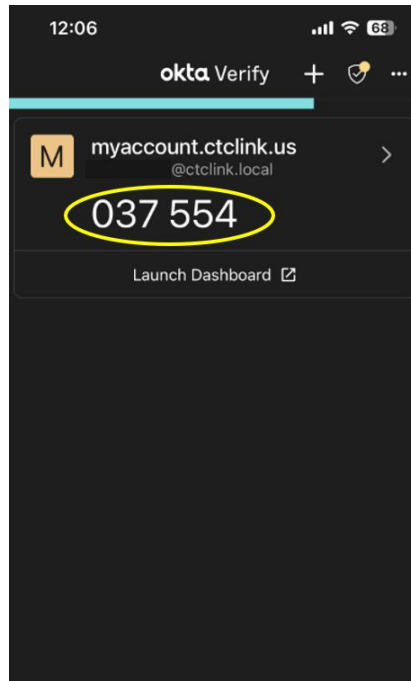 12:06 68
okta Verify
M myaccount.ctclink.us
@ctclink.local
037 554
Launch Dashboard